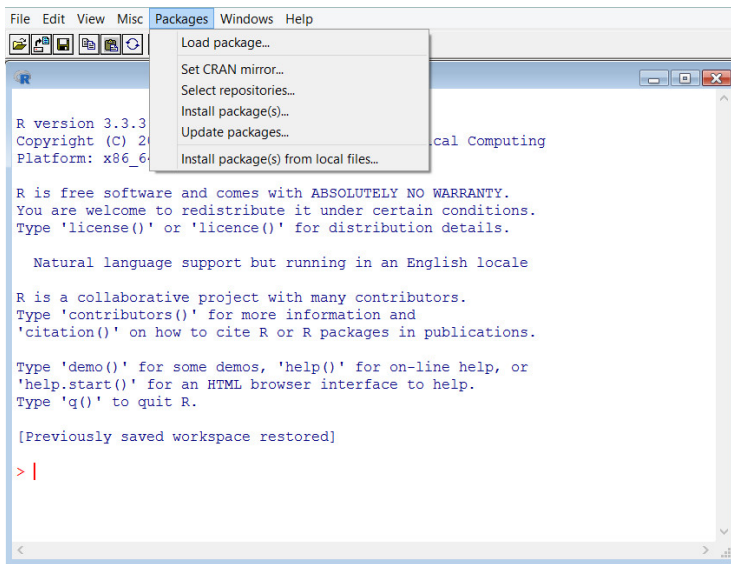 File Edit View Misc Packages Windows Help
Load package...
Set CRAN mirror...
Select repositories...
Install package(s)...
Update packages...
Install package(s) from local files...
R
R version 3.3.3
Copyright (C) cal Computing
Platform:
R is free software and comes with ABSOLUTELY NO WARRANTY.
You are welcome to redistribute it under certain conditions.
Type 'license()' or 'licence()' for distribution details.
Natural language support but running in an English locale
R is a collaborative project with many contributors.
Type 'contributors()' for more information and
'citation()' on how to cite R or R packages in publications.
Type 'demo()' for some demos, 'help()' for on-line help, or
'help.start()' for an HTML browser interface to help.
Type 'q()' to quit R.
[Previously saved workspace restored]
>